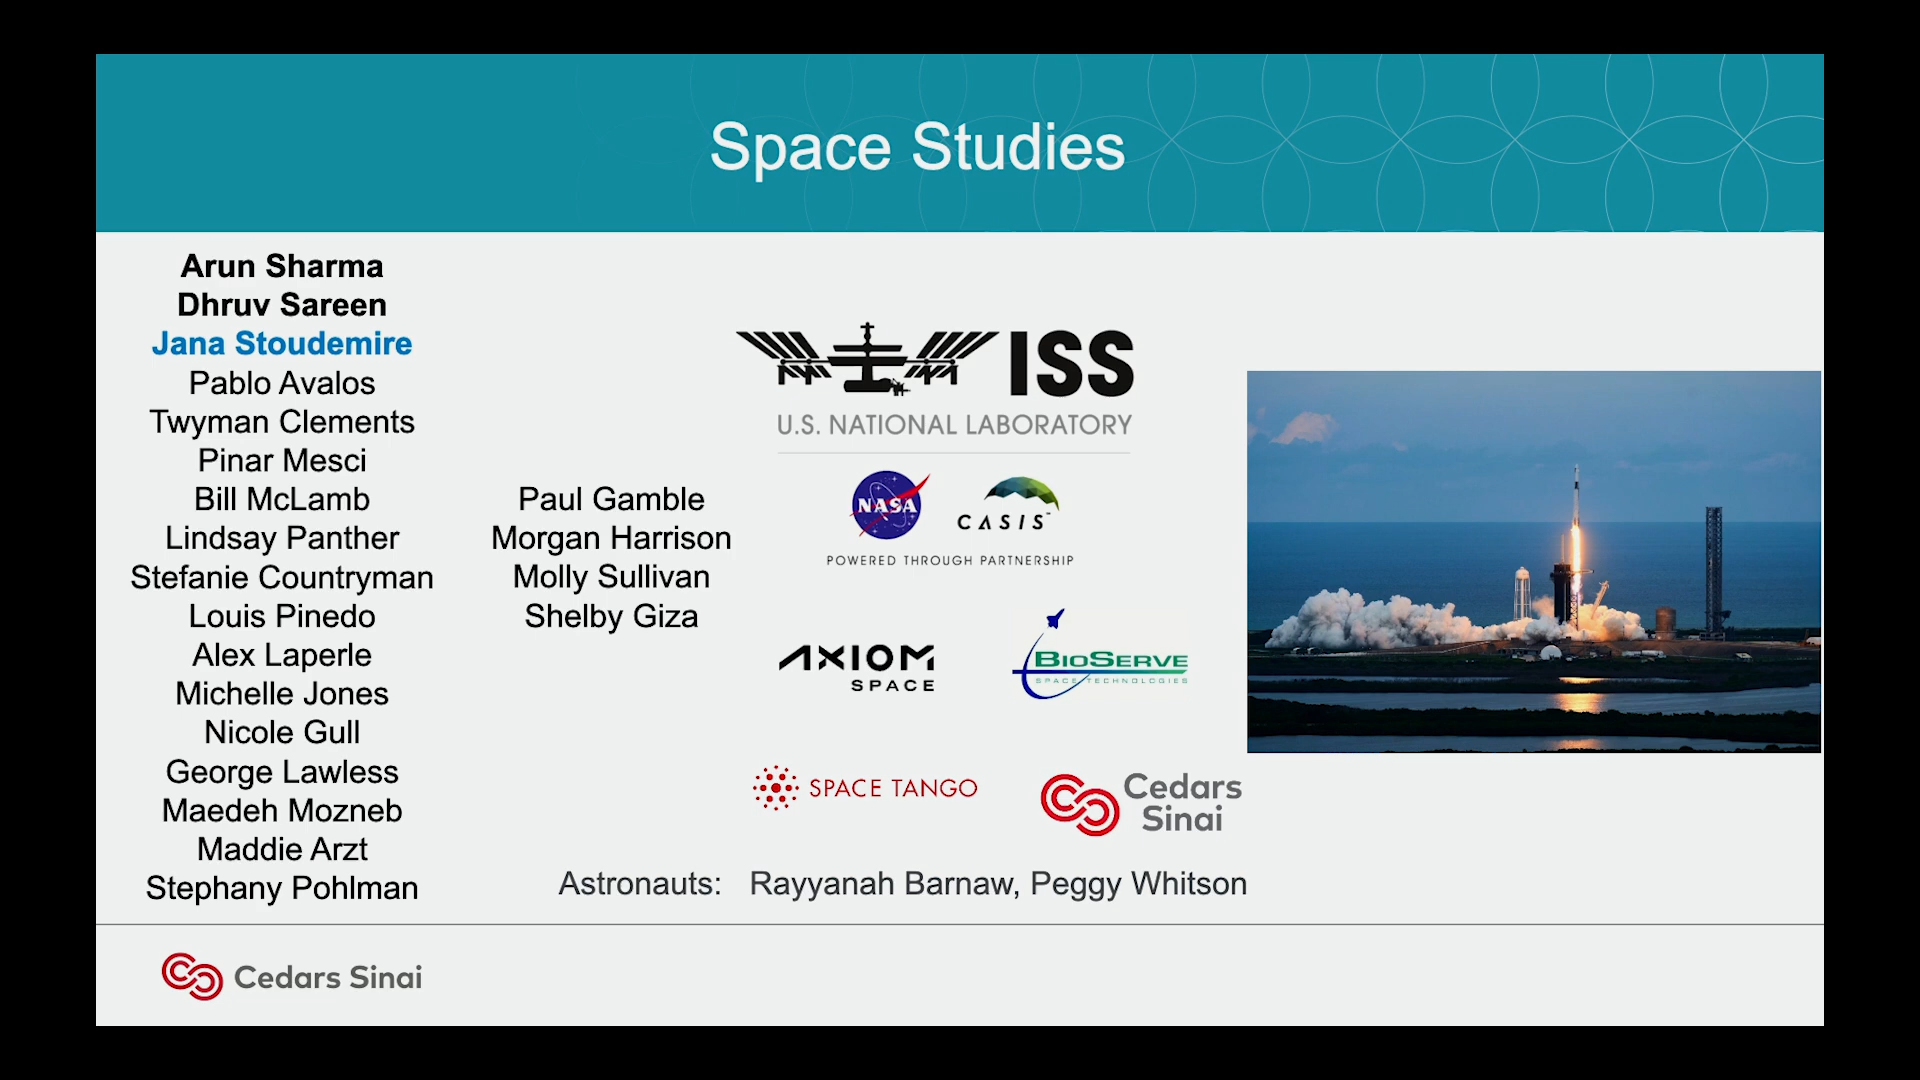 Space Studies
Arun Sharma
Dhruv Sareen
Jana Stoudemire
Pablo Avalos
Twyman Clements
Pinar Mesci
Bill McLamb
Lindsay Panther
Stefanie Countryman
Louis Pinedo
Alex Laperle
Michelle Jones
Nicole Gull
George Lawless
Maedeh Mozneb
Maddie Arzt
Stephany Pohlman
Paul Gamble
Morgan Harrison
Molly Sullivan
Shelby Giza
ISS
U.S. NATIONAL LABORATORY
NASA
CASIS™
POWERED THROUGH PARTNERSHIP
AXIOM
SPACE
BIOSERVE
SPACE TECHNOLOGIES
SPACE TANGO
Cedars
Sinai
Astronauts: Rayyanah Barnaw, Peggy Whitson
Cedars Sinai